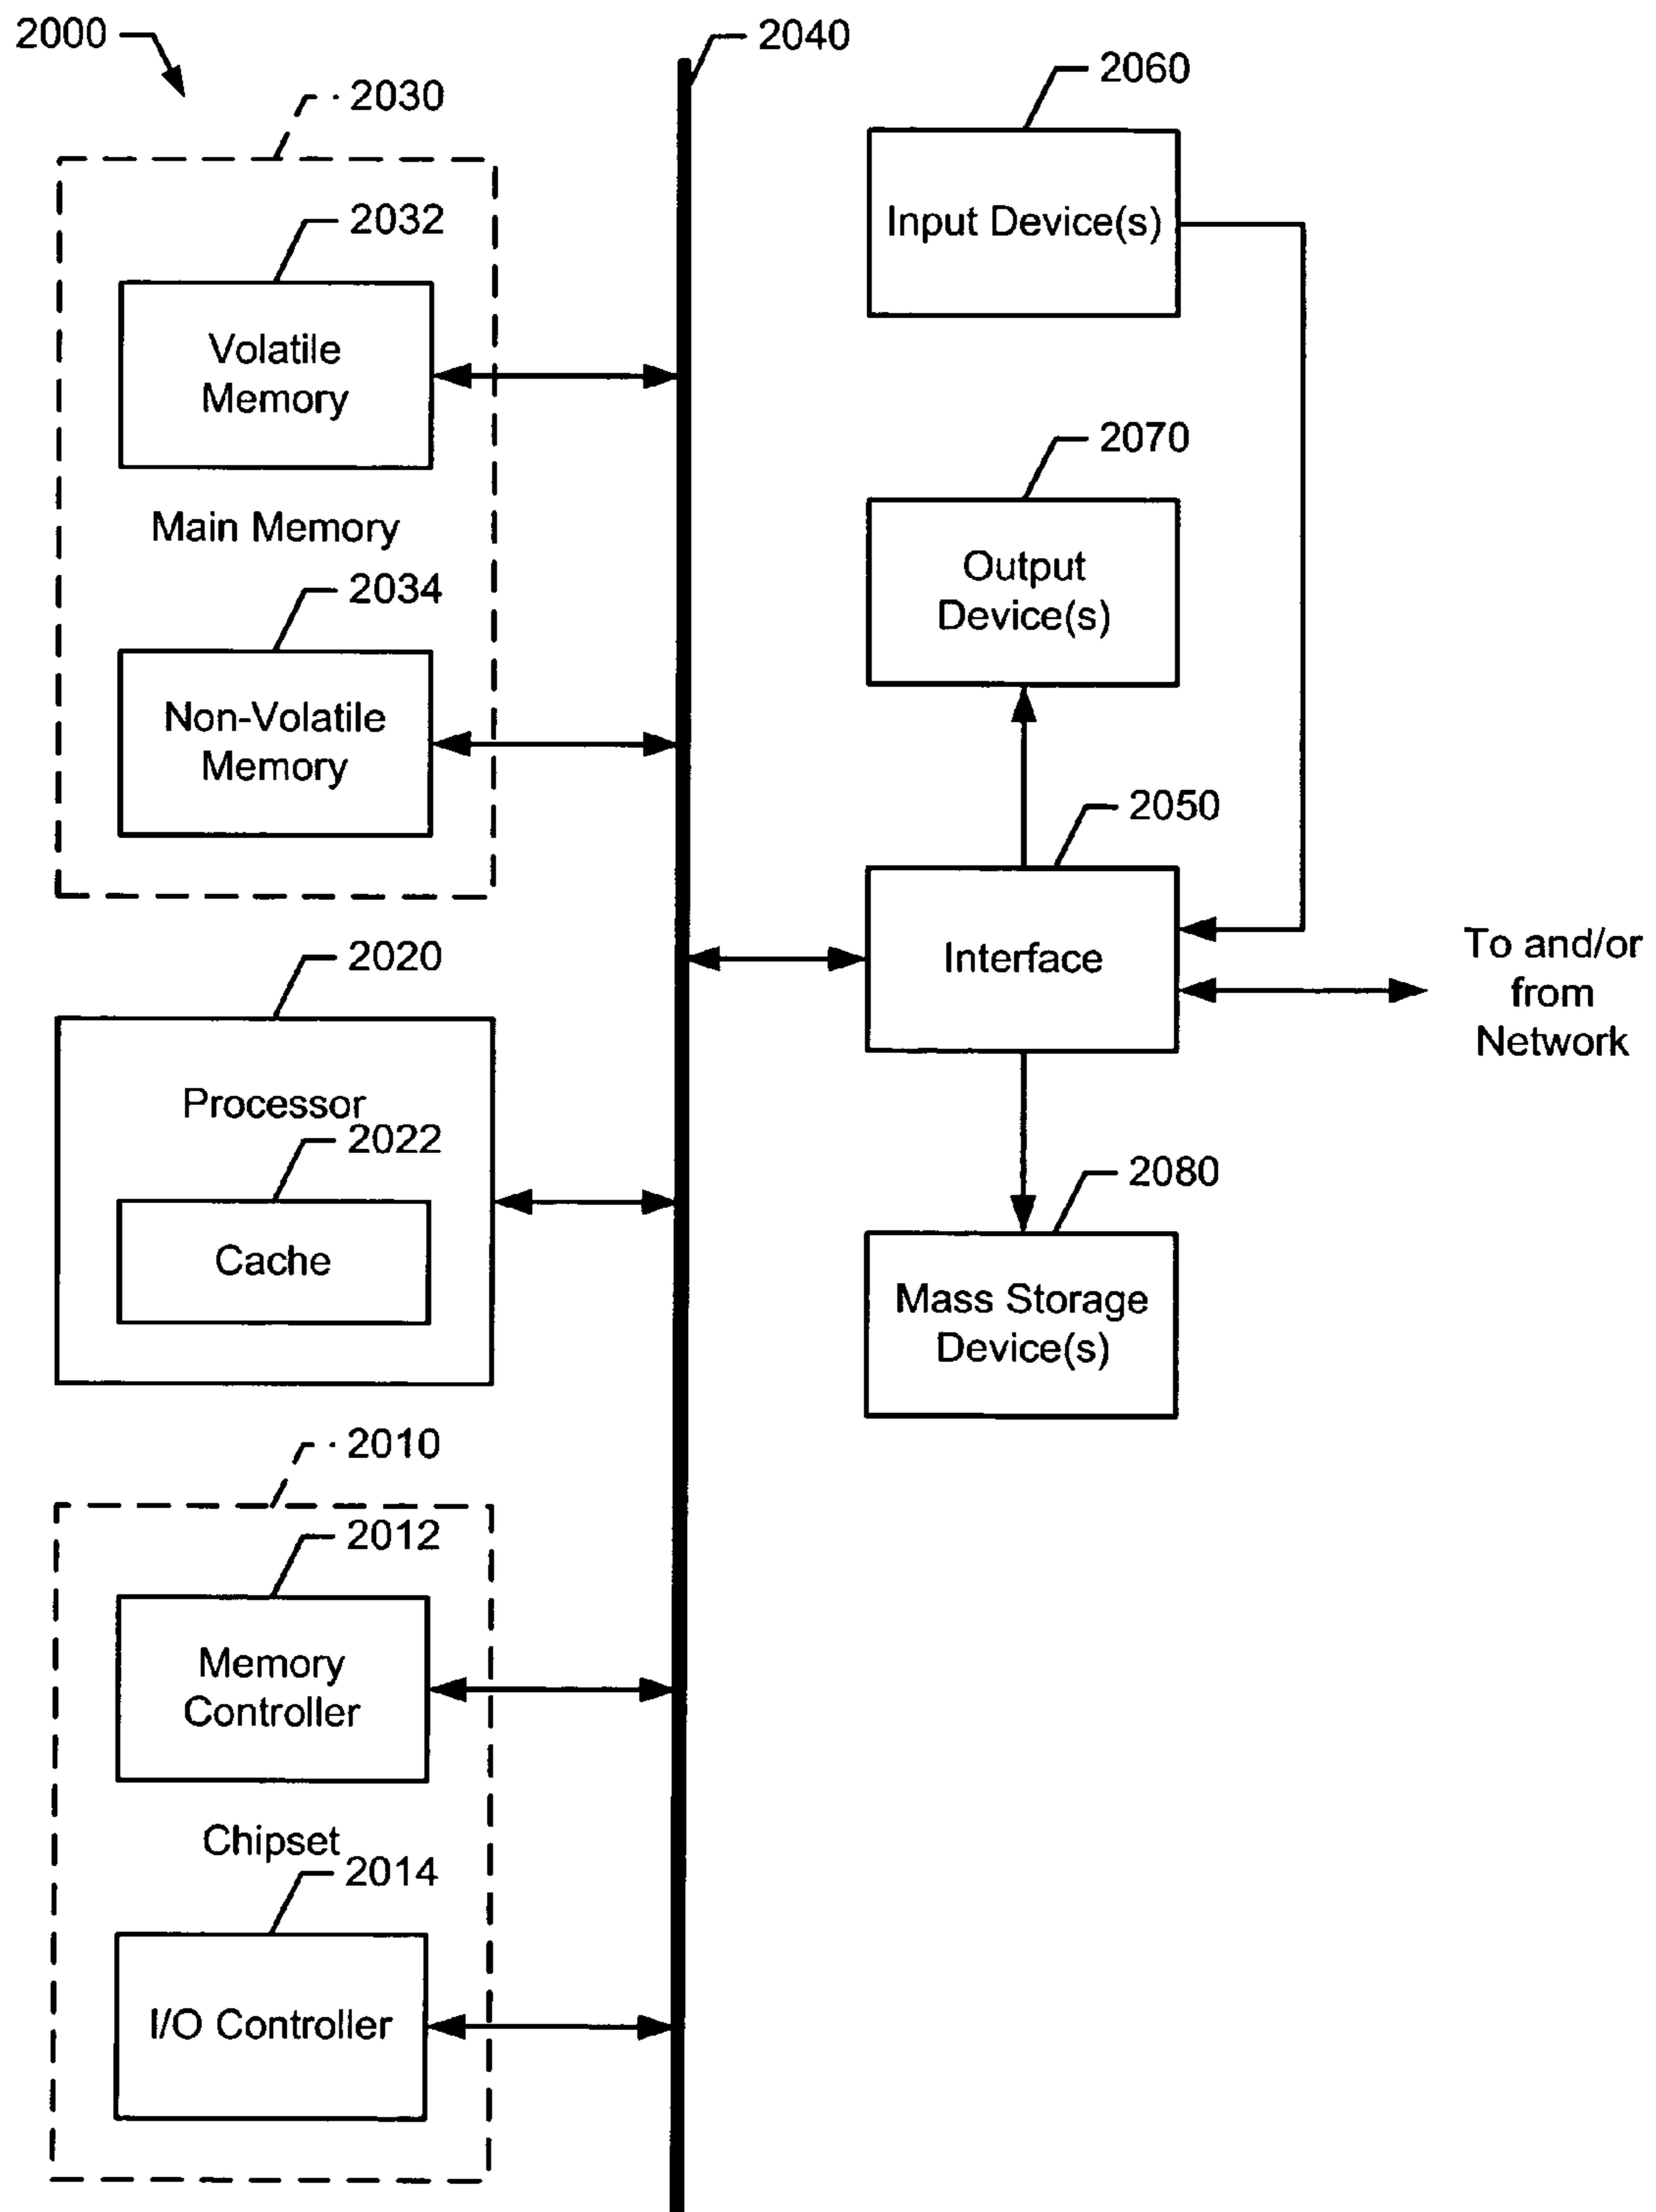 2000
2040
2060
2030
Input Device(s)
2032
Volatile
Memory
2070
Main Memory
Output
Device(s)
2034
Non-Volatile
Memory
2050
Interface
To and/or
from
Network
2020
Processor
2022
Cache
2080
Mass Storage
Device(s)
2010
2012
Memory
Controller
Chipset
2014
I/O Controller